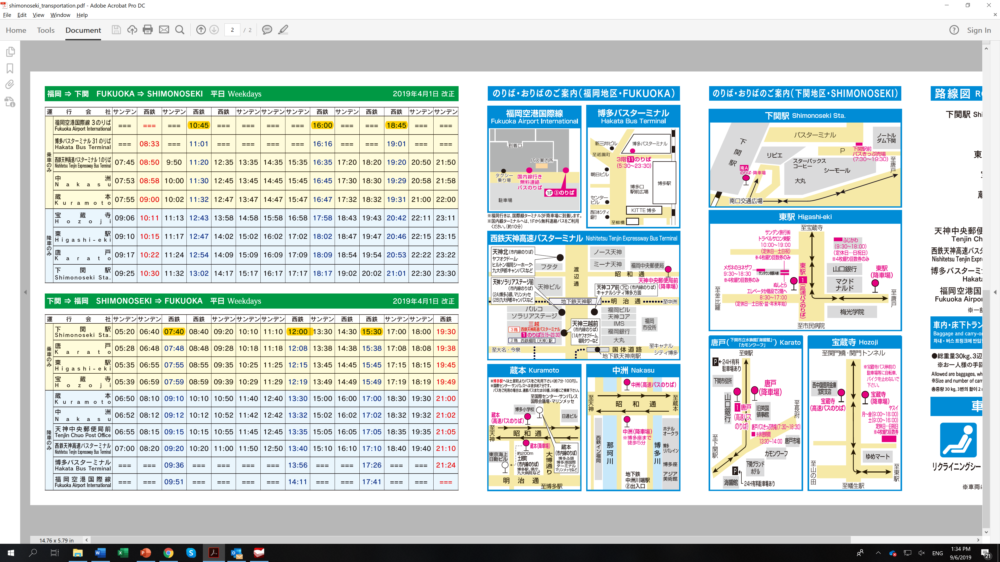 shimonoseki_transportation.pdf - Adobe Acrobat Pro DC
File Edit View Window Help
Home Tools Document 2 / 2 Sign In
福岡 ⇒ 下関 FUKUOKA ⇒ SHIMONOSEKI 平日 Weekdays 2019年4月1日 改正
運行会社 サンデン 西鉄 サンデン 西鉄 西鉄 サンデン サンデン サンデン 西鉄 サンデン 西鉄 西鉄 サンデン サンデン
乗車のみ
福岡空港国際線 3のりば Fukuoka Airport International === === === 10:45 === === === === 16:00 === === 18:45 === ===
博多バスターミナル 31のりば Hakata Bus Terminal === 08:33 === 11:01 === === === === 16:16 === === 19:01 === ===
西鉄天神高速バスターミナル 1のりば Nishitetsu Tenjin Expressway Bus Terminal 07:45 08:50 9:50 11:20 12:35 13:35 14:35 15:35 16:35 17:20 18:20 19:20 20:50 21:50
中洲 Nakasu 07:53 08:58 10:00 11:30 12:45 13:45 14:45 15:45 16:45 17:30 18:30 19:29 20:58 21:58
蔵本 Kuramoto 07:55 09:00 10:02 11:32 12:47 13:47 14:47 15:47 16:47 17:32 18:32 19:31 21:00 22:00
降車のみ
宝蔵寺 Hozoji 09:06 10:11 11:13 12:43 13:58 14:58 15:58 16:58 17:58 18:43 19:43 20:42 22:11 23:11
東駅 Higashi-eki 09:10 10:15 11:17 12:47 14:02 15:02 16:02 17:02 18:02 18:47 19:47 20:46 22:15 23:15
唐戸 Karato 09:17 10:22 11:24 12:54 14:09 15:09 16:09 17:09 18:09 18:54 19:54 20:53 22:22 23:22
下関駅 Shimonoseki Sta. 09:25 10:30 11:32 13:02 14:17 15:17 16:17 17:17 18:17 19:02 20:02 21:01 22:30 23:30
下関 ⇒ 福岡 SHIMONOSEKI ⇒ FUKUOKA 平日 Weekdays 2019年4月1日 改正
運行会社 サンデン サンデン 西鉄 西鉄 サンデン サンデン サンデン 西鉄 サンデン 西鉄 西鉄 サンデン サンデン 西鉄
乗車のみ
下関駅 Shimonoseki Sta. 05:20 06:40 07:40 08:40 09:20 10:10 11:10 12:00 13:30 14:30 15:30 17:00 18:00 19:30
唐戸 Karato 05:28 06:48 07:48 08:48 09:28 10:18 11:18 12:08 13:38 14:38 15:38 17:08 18:08 19:38
東駅 Higashi-eki 05:35 06:55 07:55 08:55 09:35 10:25 11:25 12:15 13:45 14:45 15:45 17:15 18:15 19:45
宝蔵寺 Hozoji 05:39 06:59 07:59 08:59 09:39 10:29 11:29 12:19 13:49 14:49 15:49 17:19 18:19 19:49
降車のみ
蔵本 Kuramoto 06:50 08:10 09:10 10:10 10:50 11:40 12:40 13:30 15:00 16:00 17:00 18:30 19:30 21:00
中洲 Nakasu 06:52 08:12 09:12 10:12 10:52 11:42 12:42 13:32 15:02 16:02 17:02 18:32 19:32 21:02
天神中央郵便局前 Tenjin Chuo Post Office 06:55 08:15 09:15 10:15 10:55 11:45 12:45 13:35 15:05 16:05 17:05 18:35 19:35 21:05
西鉄天神高速バスターミナル Nishitetsu Tenjin Expressway Bus Terminal 07:00 08:20 09:20 10:20 11:00 11:50 12:50 13:40 15:10 16:10 17:10 18:40 19:40 21:10
博多バスターミナル Hakata Bus Terminal === === 09:36 === === === === 13:56 === === 17:26 === === 21:24
福岡空港国際線 Fukuoka Airport International === === 09:51 === === === === 14:11 === === 17:41 === === ===
のりば・おりばのご案内(福岡地区・FUKUOKA)
福岡空港国際線
Fukuoka Airport International
到着口
バス案内所
タクシー
乗り場
国内線行き
無料連絡
バスのりば
1F ③のりば
駐車場
※福岡行きは、国際線ターミナル3F降車場に到着します。
※国内線ターミナルへは、1Fから無料連絡バスをご利用
ください。(約10分)
博多バスターミナル
Hakata Bus Terminal
新三井ビル
博多バスターミナル
至祇園町
3階31のりば
(5:30~23:30)
朝日ビル
博多口
駅前広場
博多駅
センター
ビル
西日本シティ
銀行
KITTE 博多
至柳橋
西鉄天神高速バスターミナル Nishitetsu Tenjin Expressway Bus Terminal
天神北(市内線のりば)
ヤフオクドーム・
ヒルトン福岡シーホーク・
九大伊都キャンパスなど
フタタ
渡辺通
ノース天神
ミーナ天神
福岡中央郵便局
昭和通
天神中央郵便局前
(降車場)
天神ソラリアステージ前
(市内線のりば)
(2A)博多ふ頭、マリンメッセ
(2B)九大伊都キャンパスなど
天神ビル
天神コア前 7C (市内線のりば)
キャナルシティ博多方面
地下鉄天神駅
明治通
至中洲
パルコ
ソラリアステージ
三越
3階 西鉄天神高速バスターミナル
1のりば(5:15~23:30)
2階 西鉄福岡(天神)駅
天神三越前
(市内線のりば)
(1A)ヤフオクドーム、
福岡タワーなど
福岡ビル
天神コア
IMS
福岡銀行
大丸
福岡
市役所
至大名・今泉
国体道路
地下鉄天神南駅
至キャナル
シティ博多
蔵本 Kuramoto
※博多駅へは土居町よりバスをご利用下さい(約7分・100円)。
※国際センター・サンパレスへは徒歩約7分です。
バスをご利用の場合は、連節バスまたは88番、99番にご乗車下さい。
至国際センター・サンパレス
国際会議場・マリンメッセ
博多小学校
蔵本
(高速バスのりば)
日通ビル
至天神
昭和通
蔵本(降車場)
東京海上
日動ビル
約200m
土居町
(市内線のりば)
博多駅、県庁、
九大病院など
大博通り
蔵本
(市内線のりば)
博多ふ頭
博多港国際
ターミナル
マリンメッセなど
明治通
至博多駅
中洲 Nakasu
中洲(高速バスのりば)
至天神
昭和通
至蔵本
中洲(降車場)
※博多座まで
徒歩5分
西鉄イン福岡
那珂川
博多川
ホテル
オークラ
博多
リバレイン
博多座
アジア
美術館
地下鉄
中洲川端駅
②出入口
のりば・おりばのご案内(下関地区・SHIMONOSEKI)
下関駅 Shimonoseki Sta.
下関駅
バスターミナル
ノートル
ダム下関
P
下関駅前
バスきっぷ売場
(7:30~19:30)
リピエ
スターバックス
コーヒー
シーモール
大丸
至唐戸
南A
のりば・降車場
南口交通広場
東駅 Higashi-eki
至宝蔵寺
サンデン旅行㈱
トラベルサロン東駅
10:00~19:00
(定休日…土日祝)
※4枚綴り回数券のみ
ふじかわ
(9:30~18:00)
(定休日…日祝日)
※4枚綴り回数券のみ
メガネのヨネザワ
9:30~18:30
※4枚綴り回数券のみ
サンタウン東駅A棟
東駅
1
(高速バスのりば)
山口銀行
マクド
ナルド
東駅
(降車場)
ぬしとら
エレベータか階段で2階へ
8:30~17:00
(定休日…土日祝・盆・年末年始)
至金比羅
至唐戸
梅光学院
至市民病院
唐戸(下関市立水族館「海響館」・「カモンワーフ」) Karato
至東駅
P←24H有料
駐車場あり
下関市役所
唐戸
(降車場)
山口銀行
1唐戸
(高速バス
のりば)
旧英国
領事館
至長府
唐戸バスきっぷ売場(7:30~18:30)
※休憩時間
13:30~14:00
唐戸市場
至下関駅
カモンワーフ
下関グランド
ホテル
P
海響館
24H有料駐車場あり
宝蔵寺 Hozoji
至関門橋・関門トンネル
※宝蔵寺バス停前の
駐車場等に自転車、
バイクを止めないで
下さい。
西中国信用金庫
宝町支店
宝蔵寺
(高速バスのりば)
宝蔵寺
(降車場)
ヤスイ
月~金(9:00~18:00)
土(9:00~16:00)
定休日…日祝日
※4枚綴り回数券
ゆめマート
至山の田
至東駅
至幡生駅
路線図 R
下関駅 Shi
東
蔵
天神中央郵便
Tenjin Ch
西鉄天神高速バス
Nishitetsu Tenjin Expr
博多バスターミ
Hakata
福岡空港国
Fukuoka Airpor
※一部
車内・床下トラン
Baggage and carry-o
차내・버스 트렁크에 반입
●総重量30kg、3辺
※お一人様の手回
Allowed are baggages, wh
※Size and number of carr
총중량 30 kg, 3변의 합이 2
車
リクライニングシー
※車両に
14.76 x 5.79 in
ENG
1:34 PM
9/6/2019
21